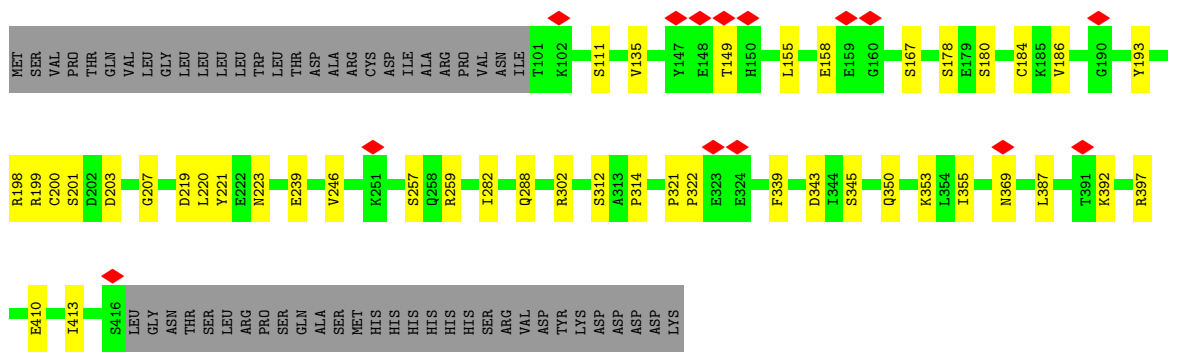 MET SER VAL PRO THR GLN VAL LEU GLY LEU LEU LEU LEU TRP LEU THR ASP ALA ARG CYS ASP ILE ALA ARG PRO VAL ASN ILE T101 K102 S111 V135 Y147 E148 T149 H150 L155 E158 E159 G160 S167 S178 E179 S180 C184 K185 V186 G190 Y193
R198 R199 C200 S201 D202 D203 G207 D219 L220 Y221 E222 N223 E239 V246 K251 S257 Q258 R259 I282 Q288 R302 S312 A313 P314 P321 P322 E323 E324 F339 D343 I344 S345 Q350 K353 L354 I355 N369 L387 T391 K392 R397
E410 I413 S416 LEU GLY ASN THR SER LEU ARG PRO SER GLN ALA SER MET HIS HIS HIS HIS HIS HIS SER ARG VAL ASP TYR LYS ASP ASP ASP ASP LYS